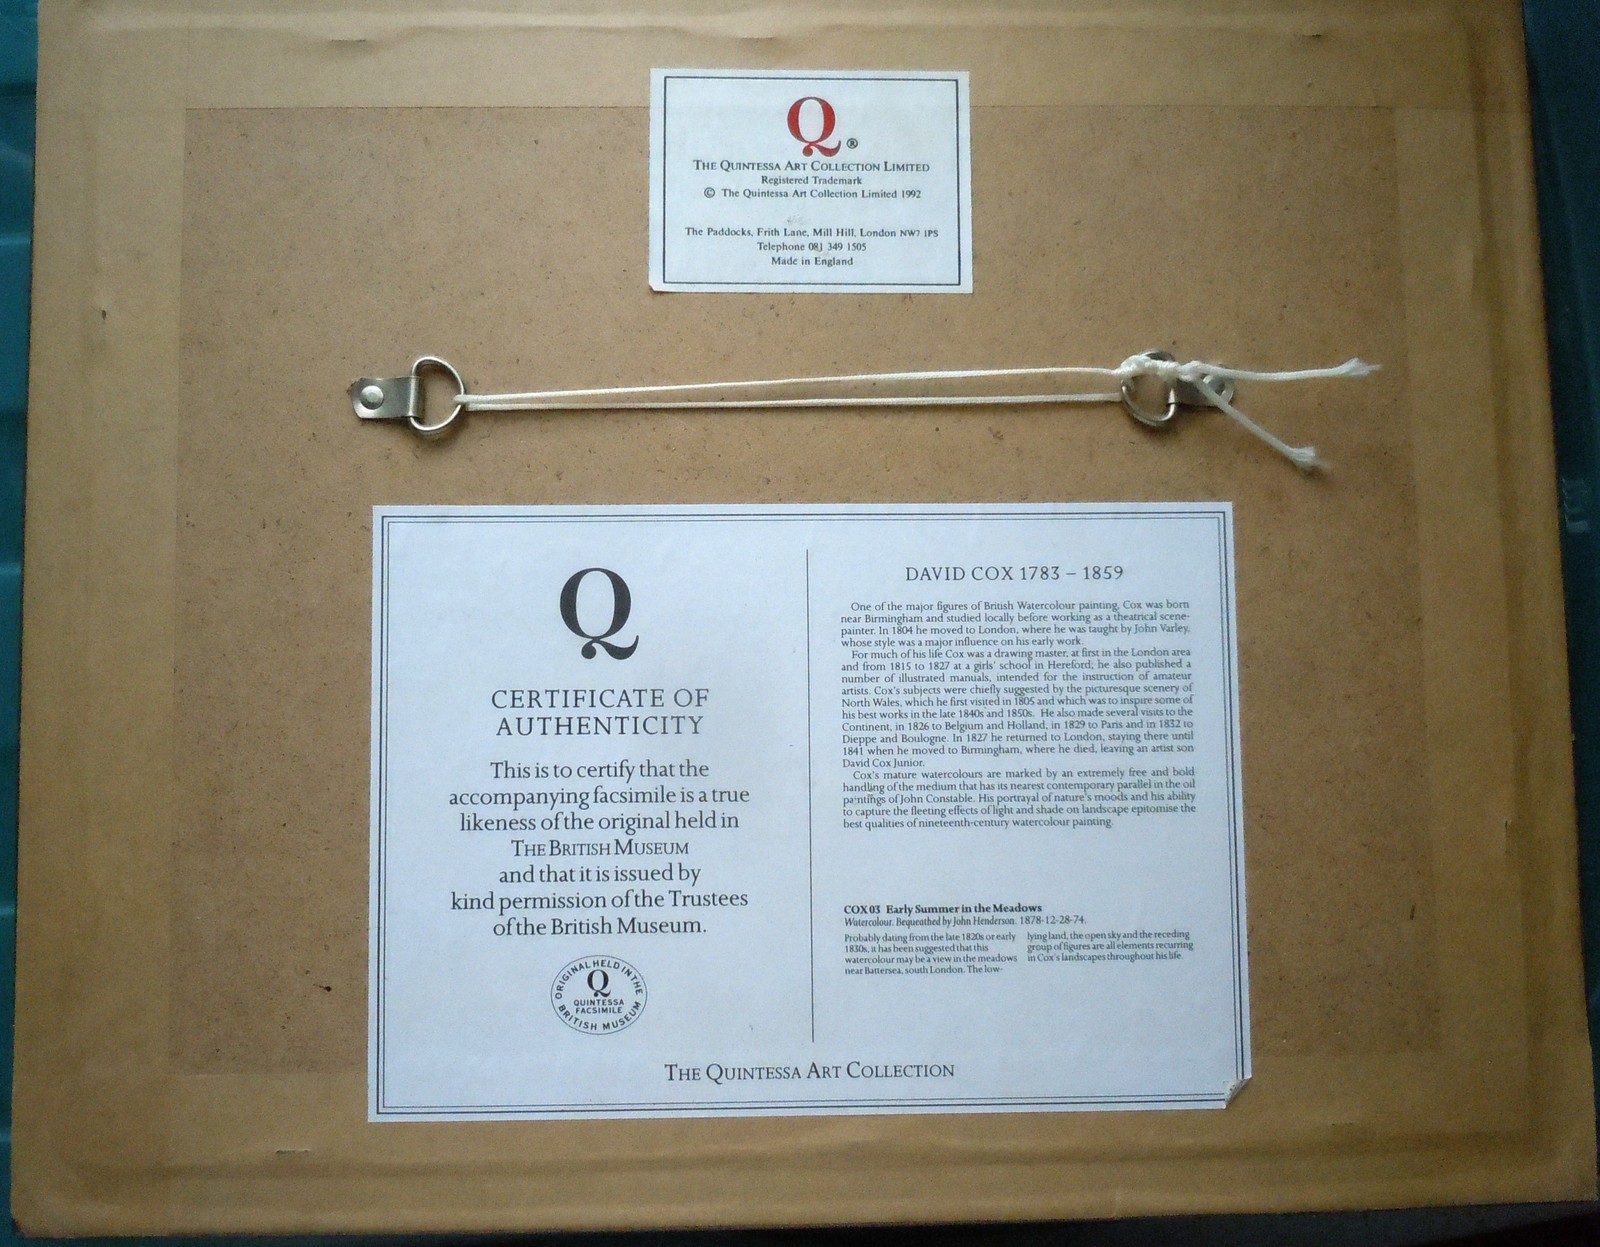 Q®
THE QUINTESSA ART COLLECTION LIMITED
Registered Trademark
© The Quintessa Art Collection Limited 1992
The Paddocks, Frith Lane, Mill Hill, London NW7 1PS
Telephone 081 349 1505
Made in England
Q
CERTIFICATE OF
AUTHENTICITY
This is to certify that the
accompanying facsimile is a true
likeness of the original held in
THE BRITISH MUSEUM
and that it is issued by
kind permission of the Trustees
of the British Museum.
ORIGINAL HELD IN THE
BRITISH MUSEUM
Q
QUINTESSA
FACSIMILE
DAVID COX 1783 – 1859
One of the major figures of British Watercolour painting, Cox was born
near Birmingham and studied locally before working as a theatrical scene-
painter. In 1804 he moved to London, where he was taught by John Varley,
whose style was a major influence on his early work.
For much of his life Cox was a drawing master, at first in the London area
and from 1815 to 1827 at a girls' school in Hereford; he also published a
number of illustrated manuals, intended for the instruction of amateur
artists. Cox's subjects were chiefly suggested by the picturesque scenery of
North Wales, which he first visited in 1805 and which was to inspire some of
his best works in the late 1840s and 1850s. He also made several visits to the
Continent, in 1826 to Belgium and Holland, in 1829 to Paris and in 1832 to
Dieppe and Boulogne. In 1827 he returned to London, staying there until
1841 when he moved to Birmingham, where he died, leaving an artist son
David Cox Junior.
Cox's mature watercolours are marked by an extremely free and bold
handling of the medium that has its nearest contemporary parallel in the oil
paintings of John Constable. His portrayal of nature's moods and his ability
to capture the fleeting effects of light and shade on landscape epitomise the
best qualities of nineteenth-century watercolour painting.
COX 03 Early Summer in the Meadows
Watercolour. Bequeathed by John Henderson. 1878-12-28-74.
Probably dating from the late 1820s or early
1830s, it has been suggested that this
watercolour may be a view in the meadows
near Battersea, south London. The low-
lying land, the open sky and the receding
group of figures are all elements recurring
in Cox's landscapes throughout his life.
THE QUINTESSA ART COLLECTION